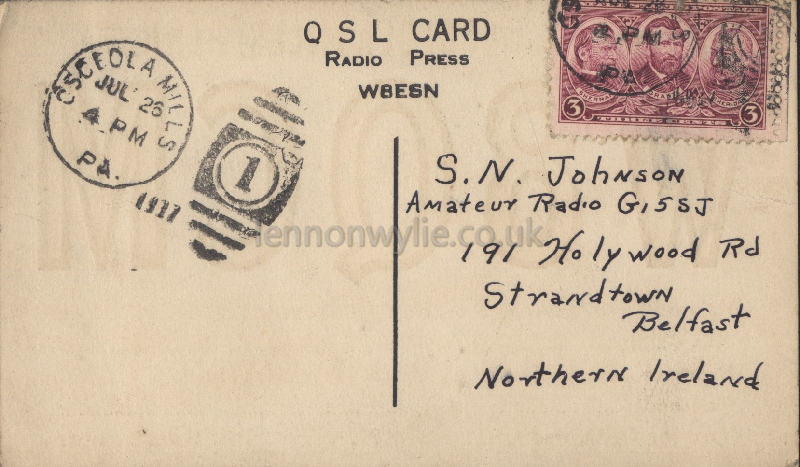 Q S L CARD
RADIO PRESS
W8ESN
OSCEOLA MILLS
JUL 26
4 PM
PA.
1937
1
3
3
S.N. Johnson
Amateur Radio GI5SJ
191 Holywood Rd
Strandtown
Belfast
Northern Ireland
lennonwylie.co.uk